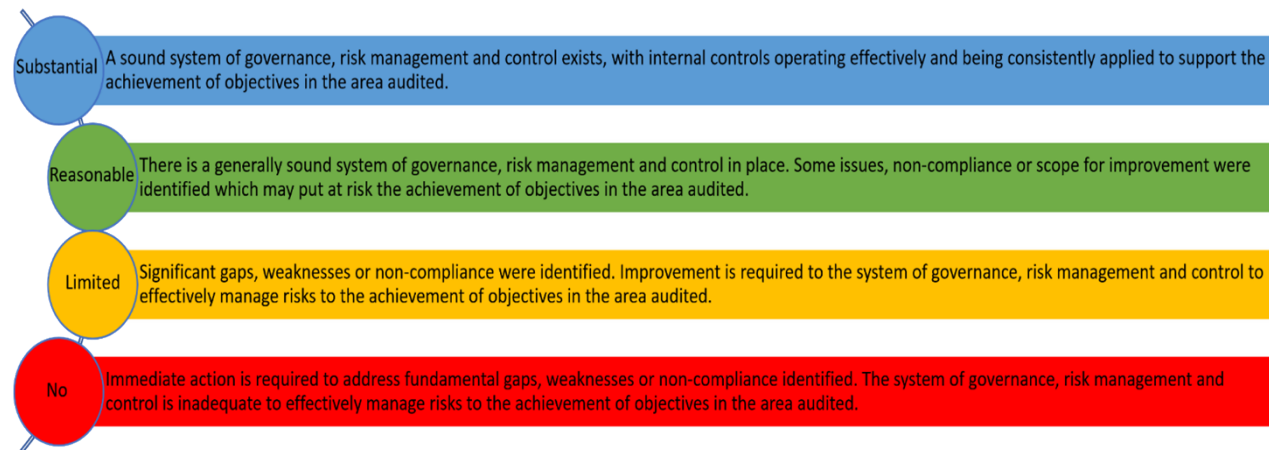 Substantial
A sound system of governance, risk management and control exists, with internal controls operating effectively and being consistently applied to support the
achievement of objectives in the area audited.
Reasonable
There is a generally sound system of governance, risk management and control in place. Some issues, non-compliance or scope for improvement were
identified which may put at risk the achievement of objectives in the area audited.
Limited
Significant gaps, weaknesses or non-compliance were identified. Improvement is required to the system of governance, risk management and control to
effectively manage risks to the achievement of objectives in the area audited.
No
Immediate action is required to address fundamental gaps, weaknesses or non-compliance identified. The system of governance, risk management and
control is inadequate to effectively manage risks to the achievement of objectives in the area audited.